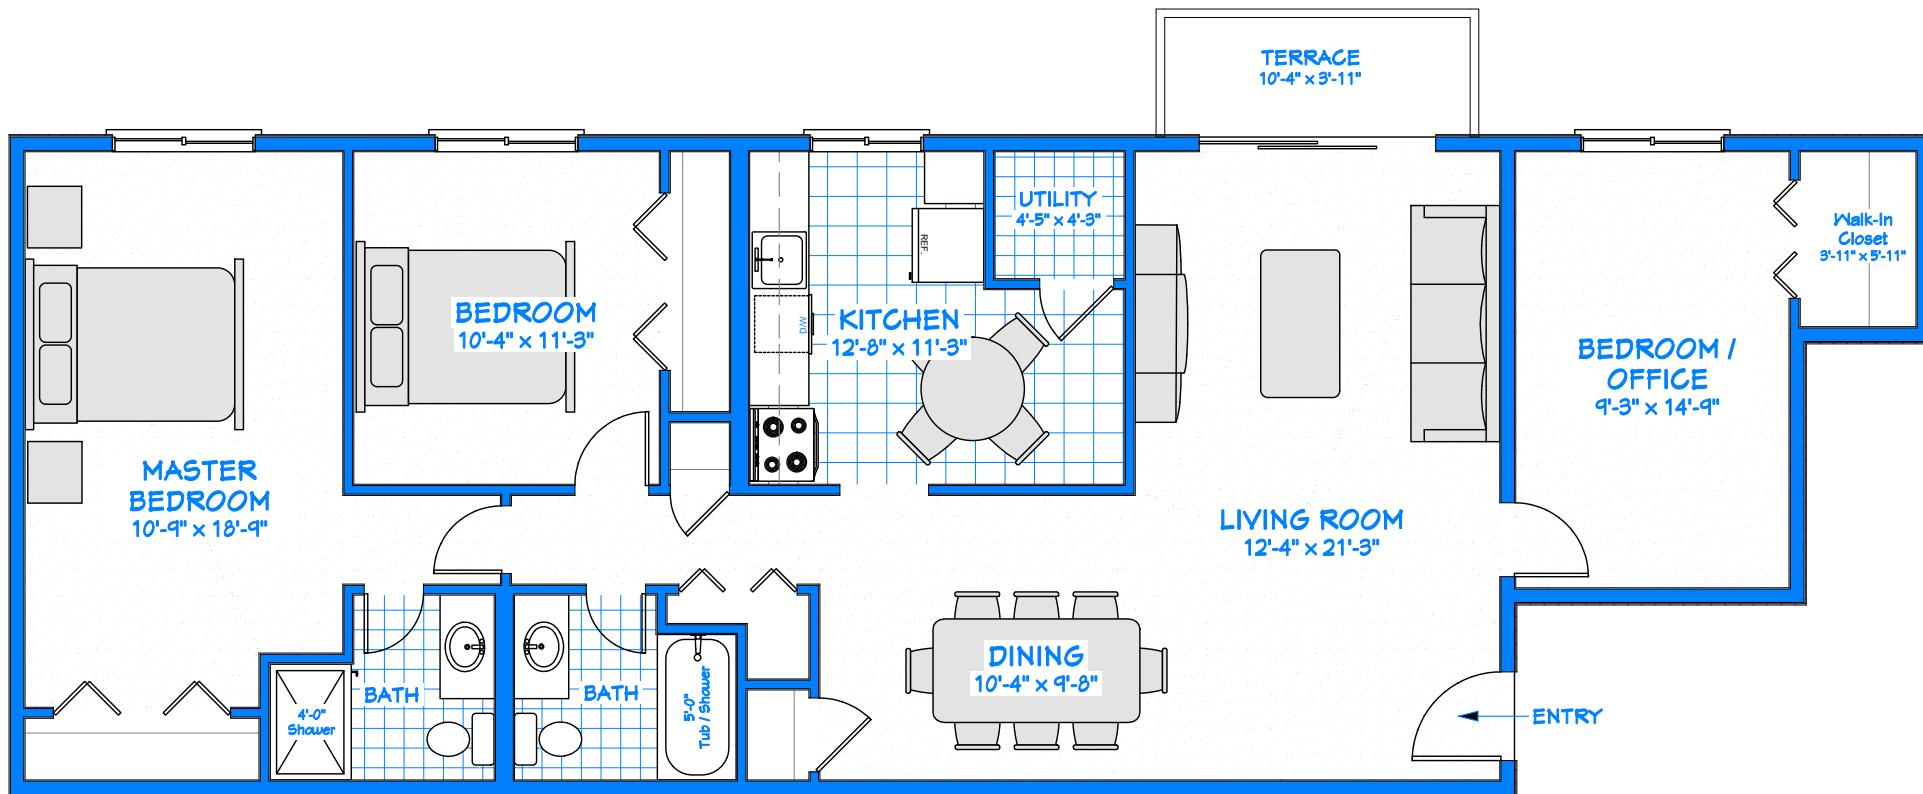 TERRACE
10'-4" x 3'-11"
UTILITY
4'-5" x 4'-3"
REF.
Walk-In
Closet
3'-11" x 5'-11"
BEDROOM
10'-4" x 11'-3"
D/W
KITCHEN
12'-8" x 11'-3"
BEDROOM /
OFFICE
9'-3" x 14'-9"
MASTER
BEDROOM
10'-9" x 18'-9"
LIVING ROOM
12'-4" x 21'-3"
DINING
10'-4" x 9'-8"
BATH
BATH
4'-0"
Shower
5'-0"
Tub / Shower
ENTRY